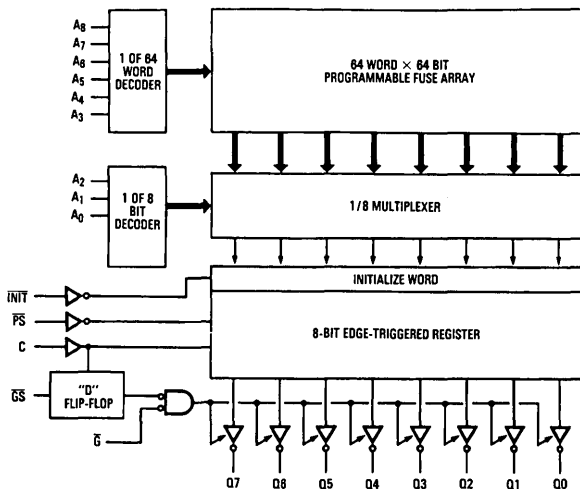 A8
A7
A6
A5
A4
A3
1 OF 64
WORD
DECODER
64 WORD × 64 BIT
PROGRAMMABLE FUSE ARRAY
A2
A1
A0
1 OF 8
BIT
DECODER
1/8 MULTIPLEXER
INIT
INITIALIZE WORD
PS
C
8-BIT EDGE-TRIGGERED REGISTER
GS
"D"
FLIP-FLOP
G
Q7 Q6 Q5 Q4 Q3 Q2 Q1 Q0